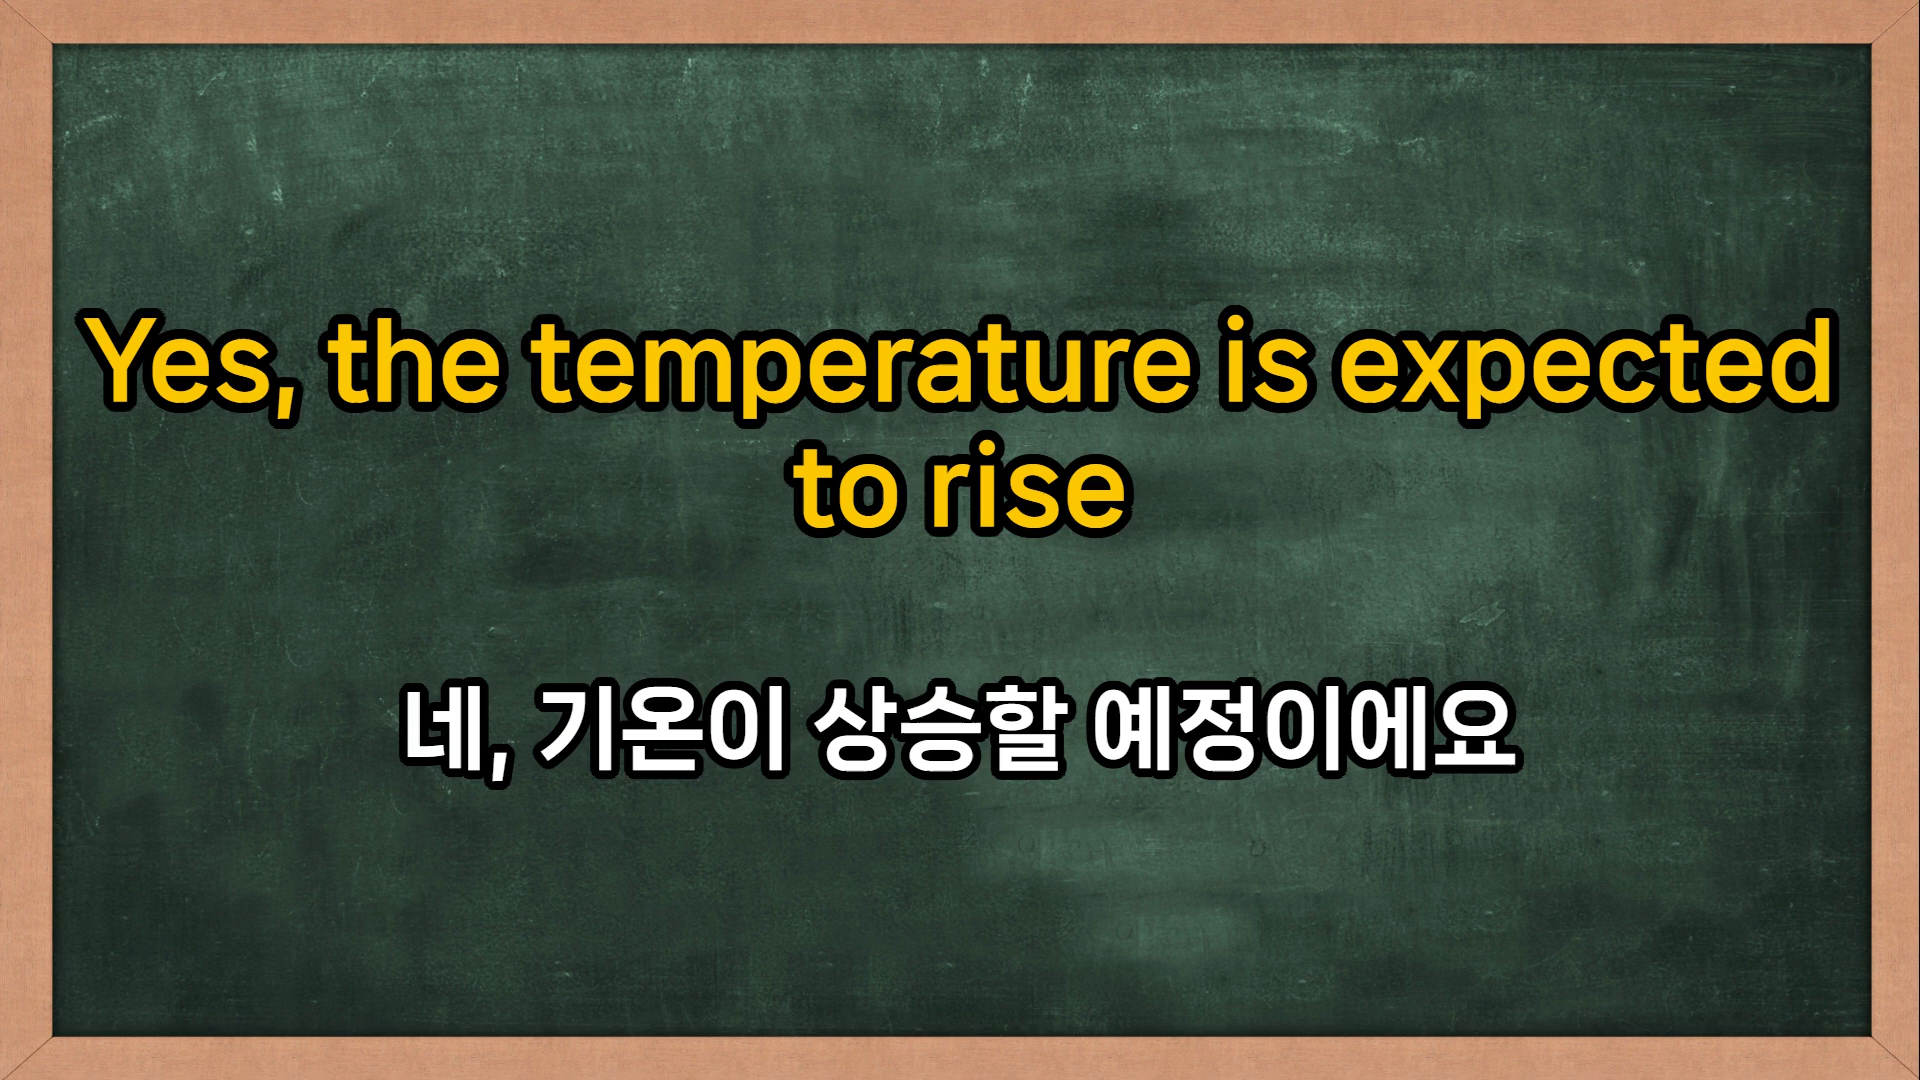 Yes, the temperature is expected
to rise
네, 기온이 상승할 예정이에요